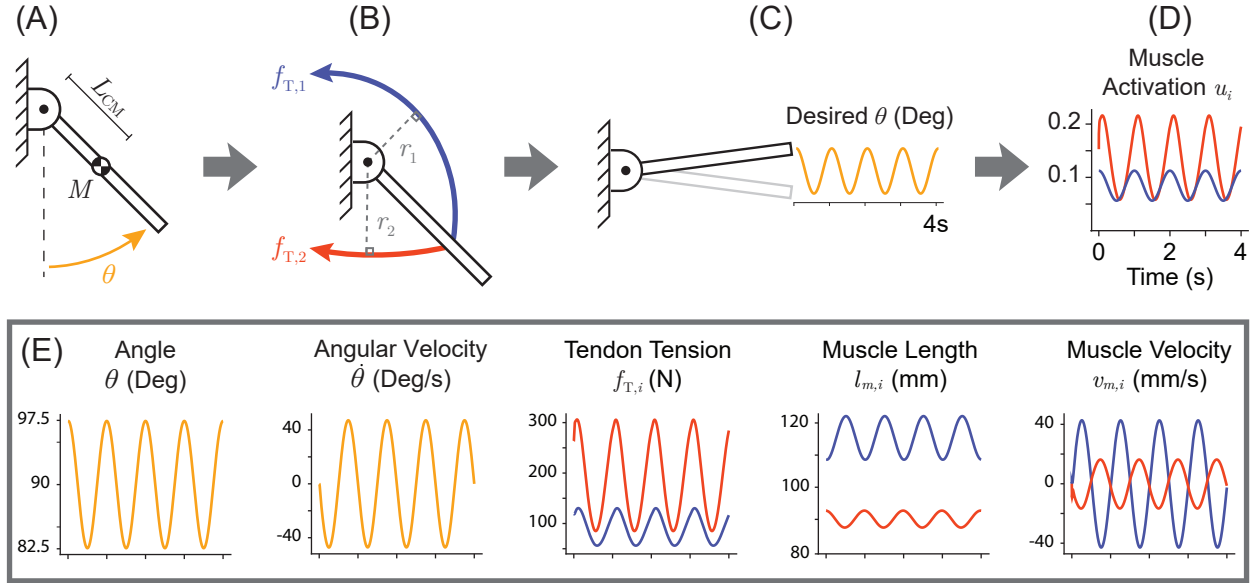 (A)
(B)
(C)
(D)
L_CM
M
θ
f_T,1
r_1
r_2
f_T,2
Desired θ (Deg)
4s
Muscle
Activation u_i
0.2
0.1
0 2 4
Time (s)
(E)
Angle
θ (Deg)
97.5
90
82.5
Angular Velocity
θ̇ (Deg/s)
40
0
-40
Tendon Tension
f_T,i (N)
300
200
100
Muscle Length
l_m,i (mm)
120
100
80
Muscle Velocity
v_m,i (mm/s)
40
0
-40